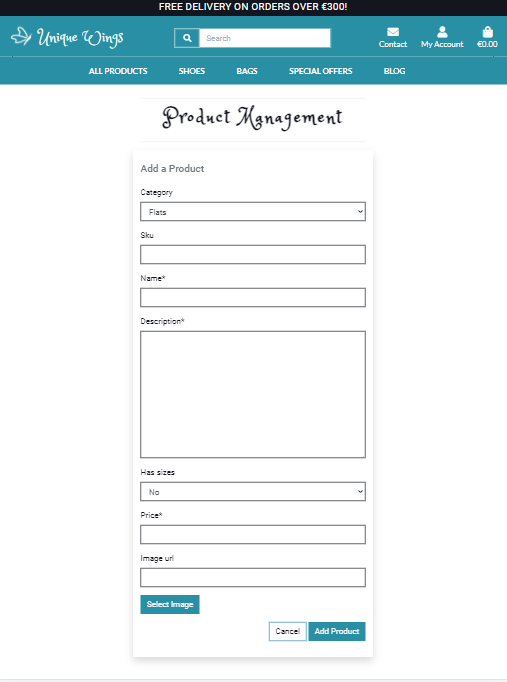 FREE DELIVERY ON ORDERS OVER €300!
Unique Wings
Search
Contact
My Account
€0.00
ALL PRODUCTS
SHOES
BAGS
SPECIAL OFFERS
BLOG
Product Management
Add a Product
Category
Flats
Sku
Name*
Description*
Has sizes
No
Price*
Image url
Select Image
Cancel
Add Product